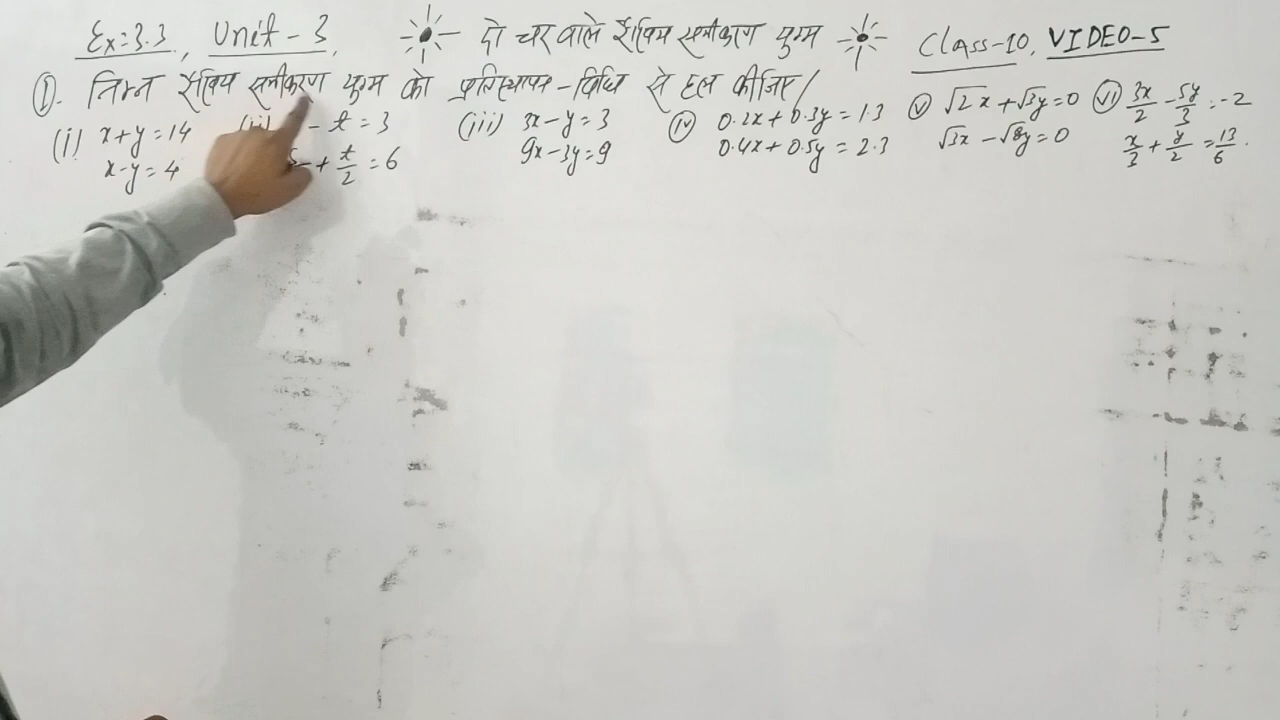 Ex=3.3, Unit-3, दो चर वाले रैखिक समीकरण युग्म Class-10, VIDEO-5
①. निम्न रैखिक समीकरण युग्म को प्रतिस्थापन-विधि से हल कीजिए/
(i) x+y=14 - t=3 (iii) 3x-y=3 (iv) 0.2x+0.3y=1.3 (v) √2x+√3y=0 (vi) 3x/2 - 5y/3 = -2
x-y=4 + t/2 = 6 9x-3y=9 0.4x+0.5y=2.3 √3x-√8y=0 x/3 + y/2 = 13/6.